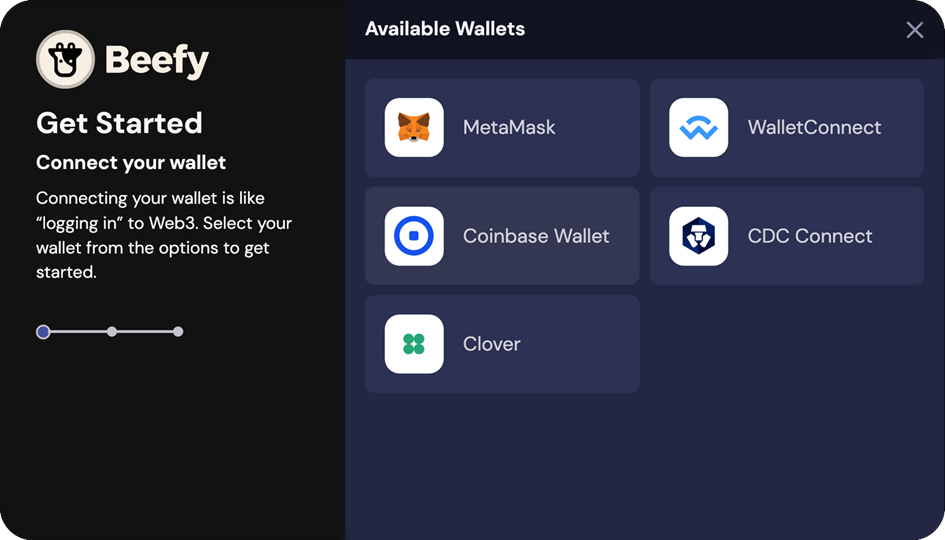 Beefy
Get Started
Connect your wallet
Connecting your wallet is like
“logging in” to Web3. Select your
wallet from the options to get
started.
Available Wallets
MetaMask
WalletConnect
Coinbase Wallet
CDC Connect
Clover